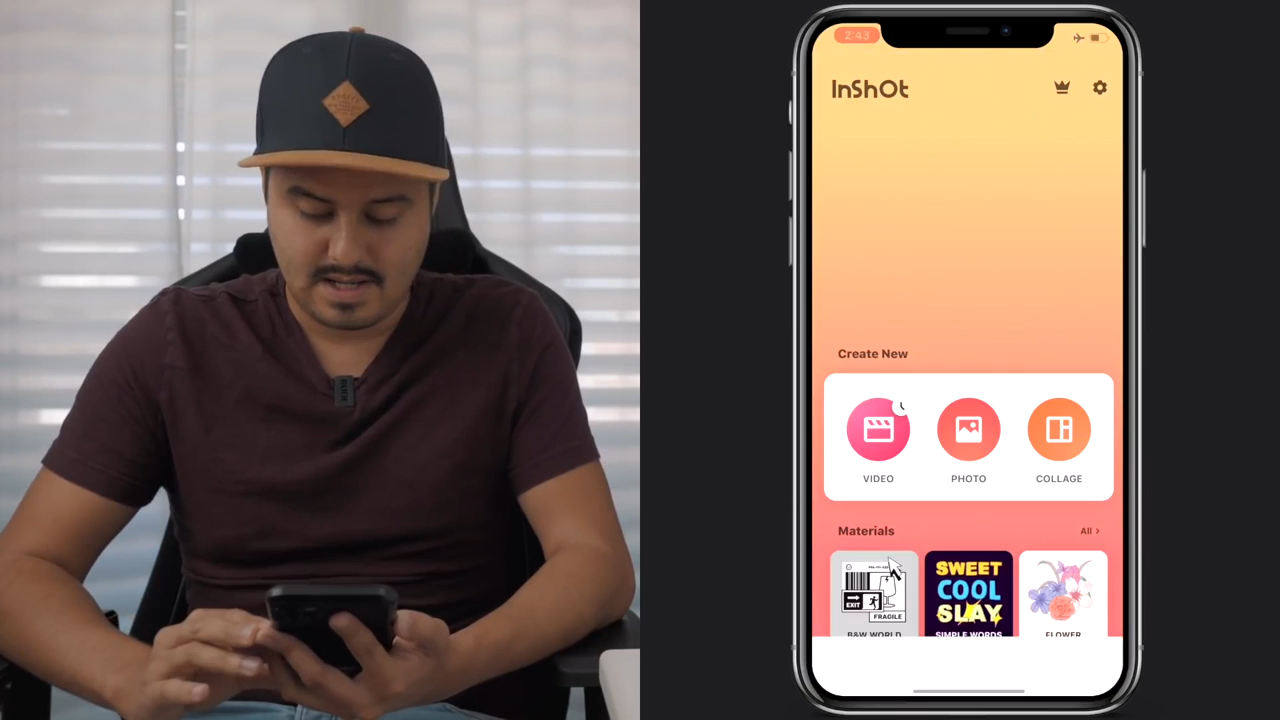 2:43
InShOt
Create New
VIDEO
PHOTO
COLLAGE
Materials
All >
EXIT
FRAGILE
B&W WORLD
SWEET
COOL
SLAY
SIMPLE WORDS
FLOWER